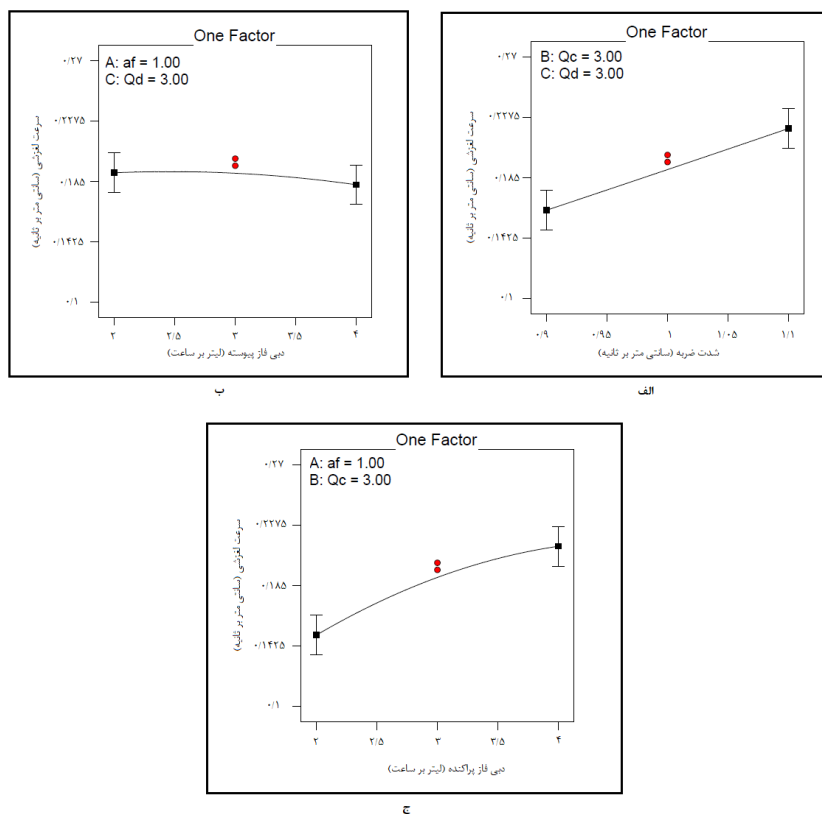 One Factor
A: af = 1.00
C: Qd = 3.00
۰/۲۷
۰/۲۲۷۵
۰/۱۸۵
۰/۱۴۲۵
۰/۱
سرعت لغزشی (سانتی متر بر ثانیه)
۲
۲/۵
۳
۳/۵
۴
دبی فاز پیوسته (لیتر بر ساعت)
ب
One Factor
B: Qc = 3.00
C: Qd = 3.00
۰/۲۷
۰/۲۲۷۵
۰/۱۸۵
۰/۱۴۲۵
۰/۱
سرعت لغزشی (سانتی متر بر ثانیه)
۰/۹
۰/۹۵
۱
۱/۰۵
۱/۱
شدت ضربه (سانتی متر بر ثانیه)
الف
One Factor
A: af = 1.00
B: Qc = 3.00
۰/۲۷
۰/۲۲۷۵
۰/۱۸۵
۰/۱۴۲۵
۰/۱
سرعت لغزشی (سانتی متر بر ثانیه)
۲
۲/۵
۳
۳/۵
۴
دبی فاز پراکنده (لیتر بر ساعت)
ج